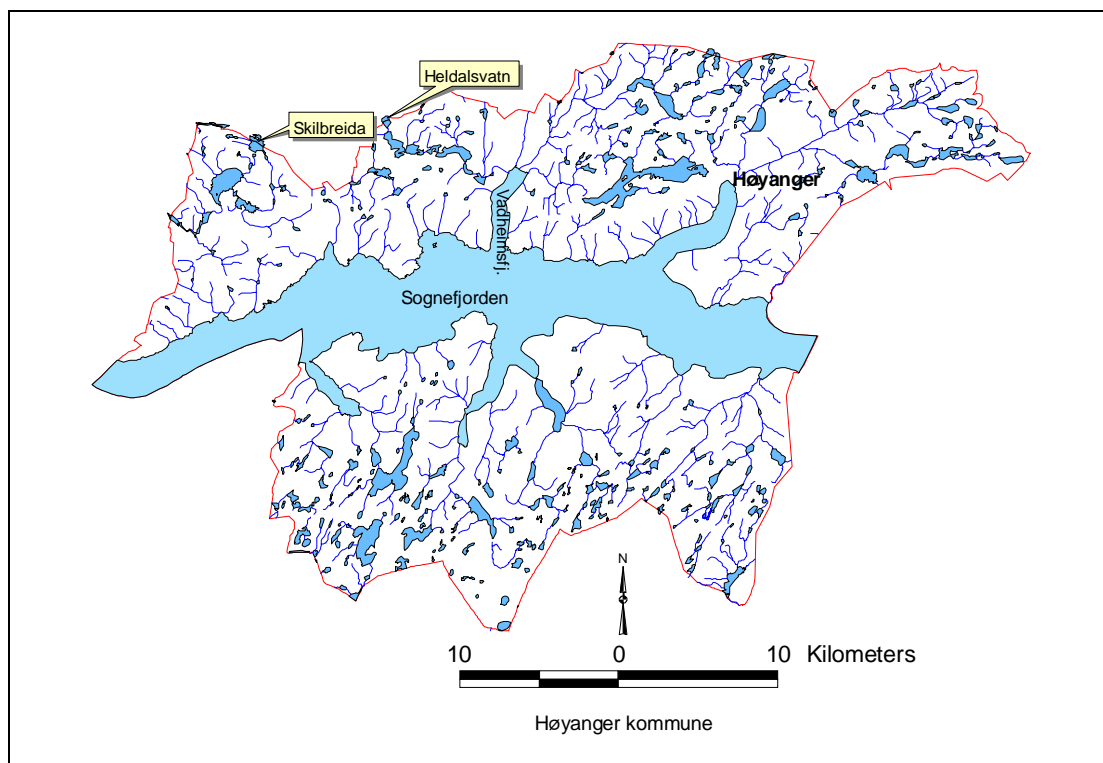 Heldalsvatn
Skilbreida
Høyanger
Vadheimsfj.
Sognefjorden
N
10 0 10 Kilometers
Høyanger kommune